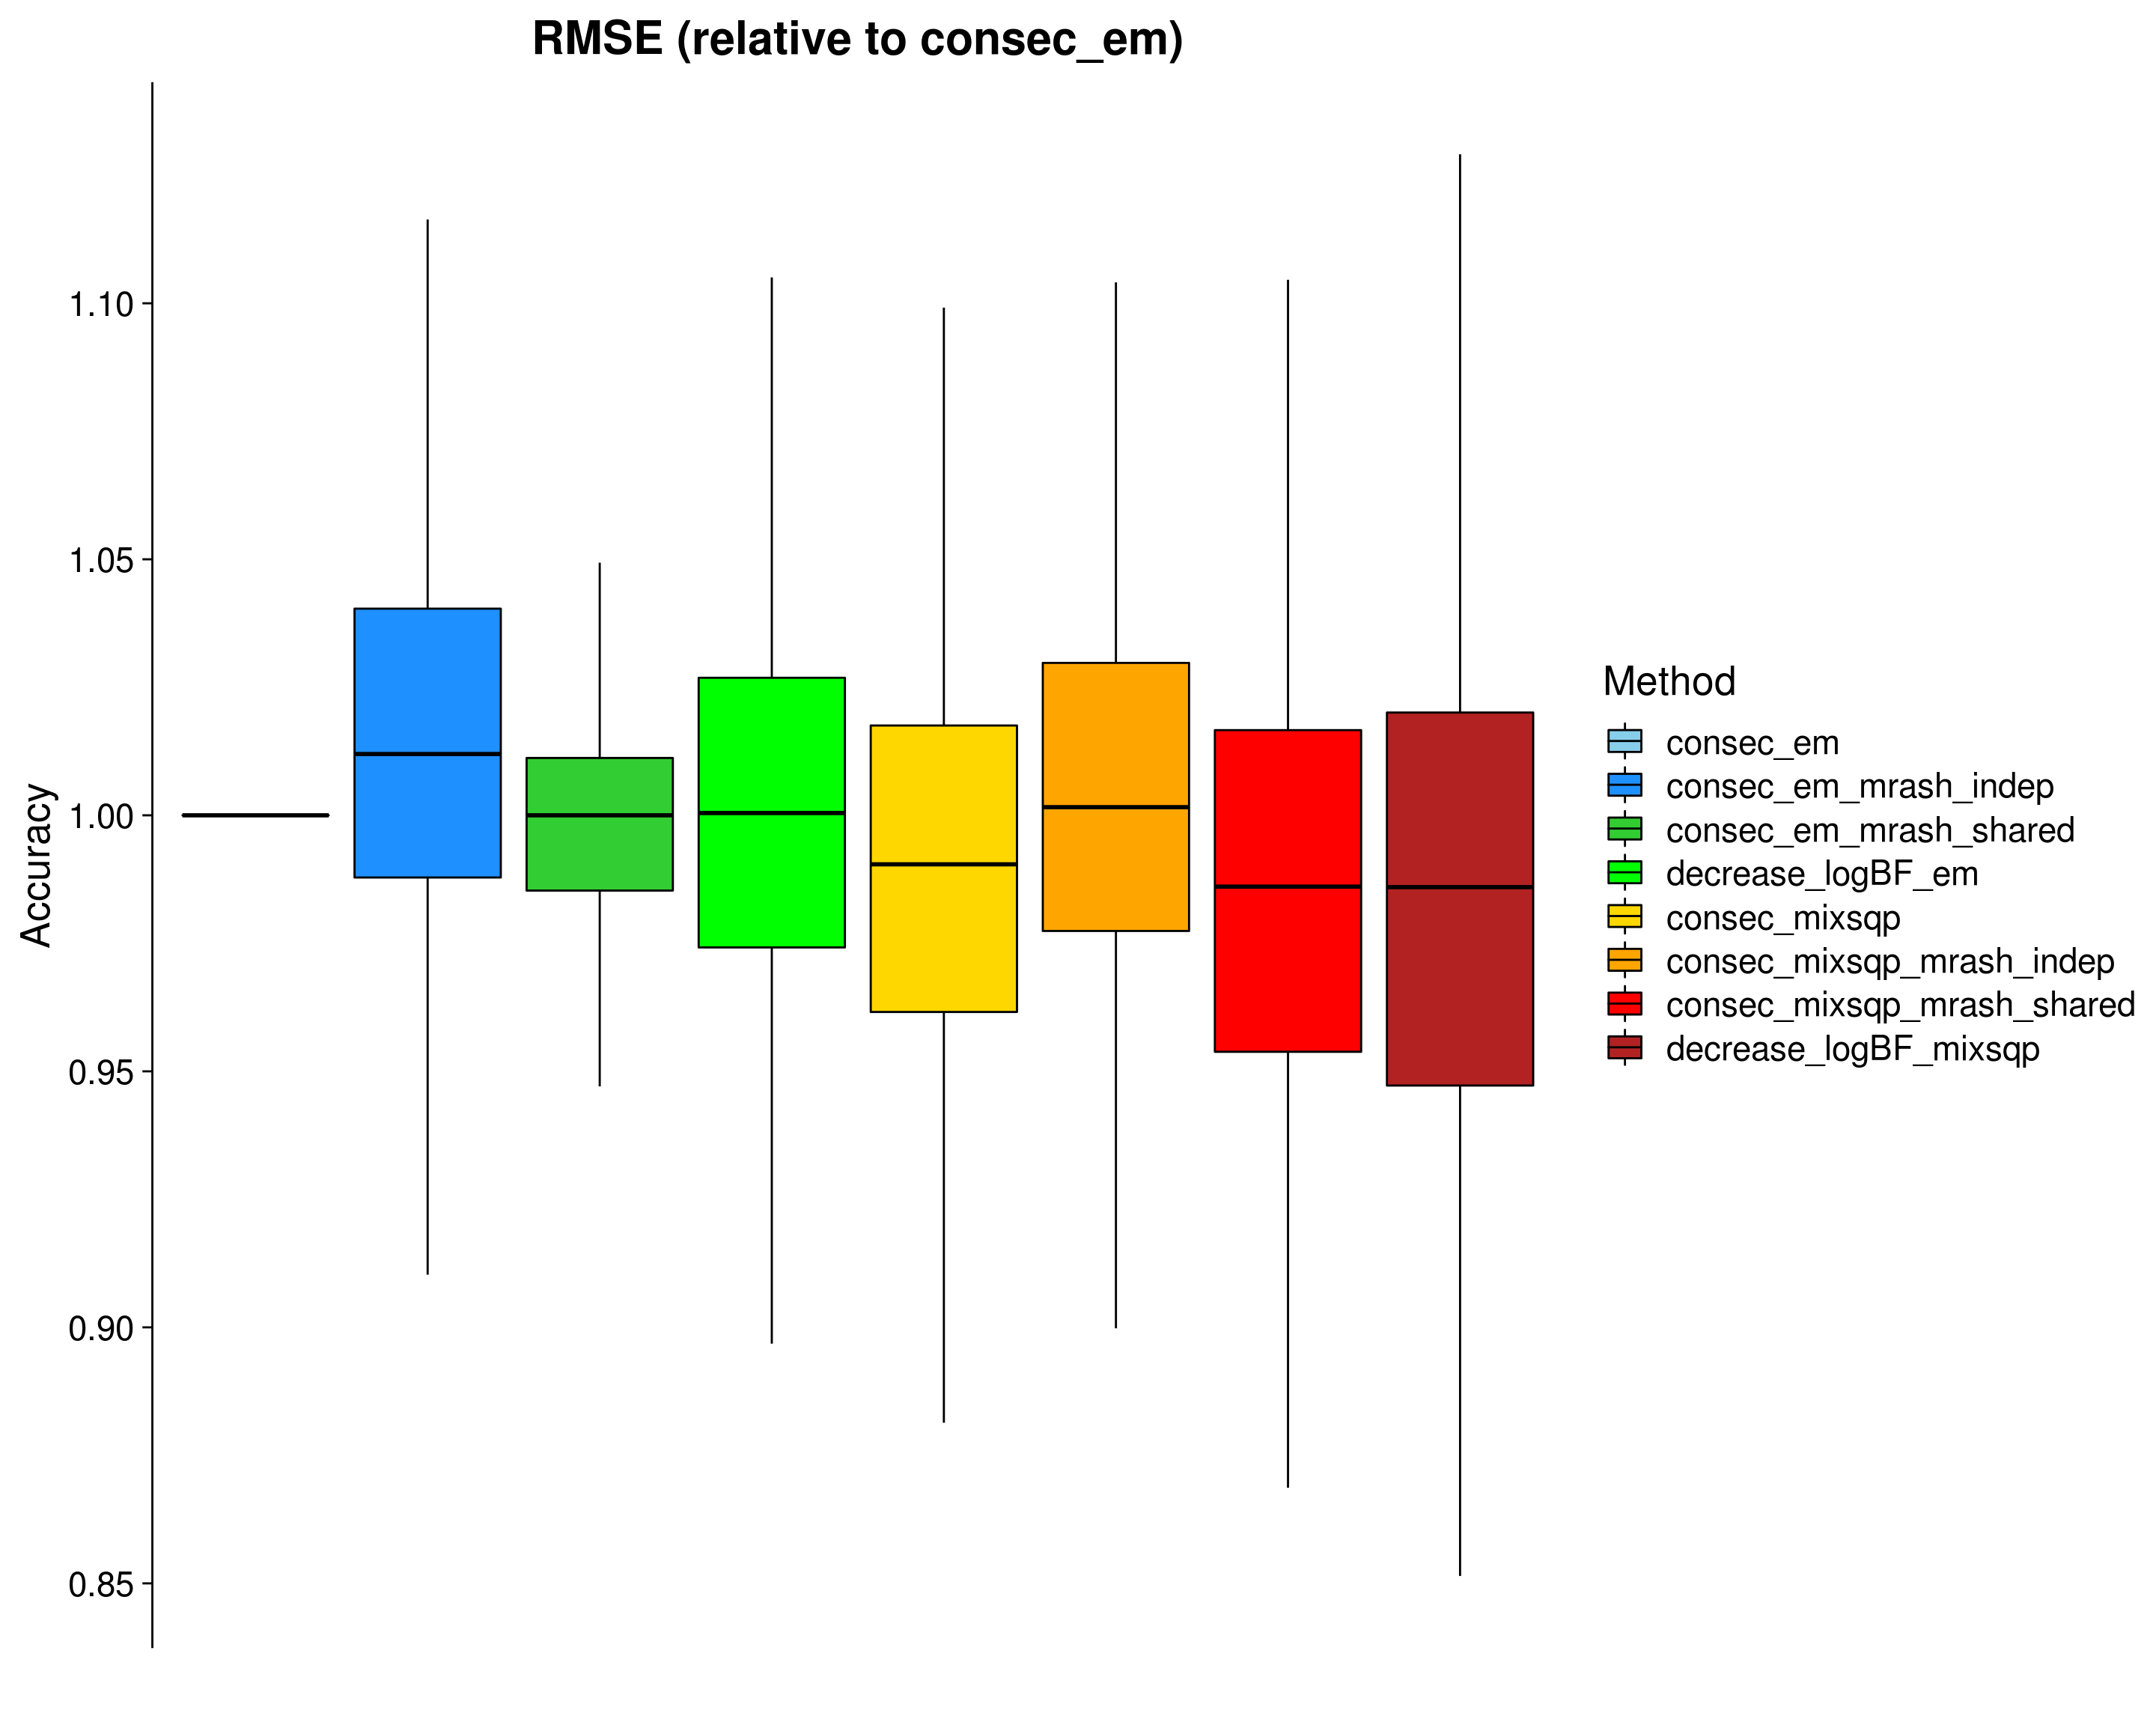 RMSE (relative to consec_em)
Accuracy
1.10
1.05
1.00
0.95
0.90
0.85
Method
consec_em
consec_em_mrash_indep
consec_em_mrash_shared
decrease_logBF_em
consec_mixsqp
consec_mixsqp_mrash_indep
consec_mixsqp_mrash_shared
decrease_logBF_mixsqp